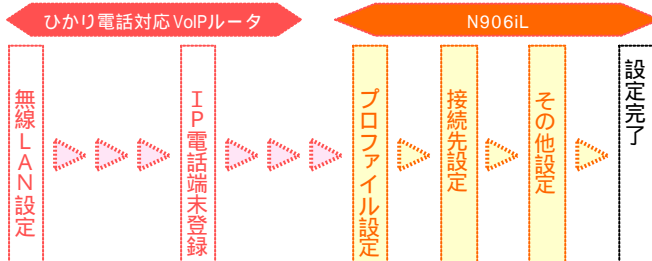 ひかり電話対応VoIPルータ
N906iL
無線LAN設定
IP電話端末登録
プロファイル設定
接続先設定
その他設定
設定完了